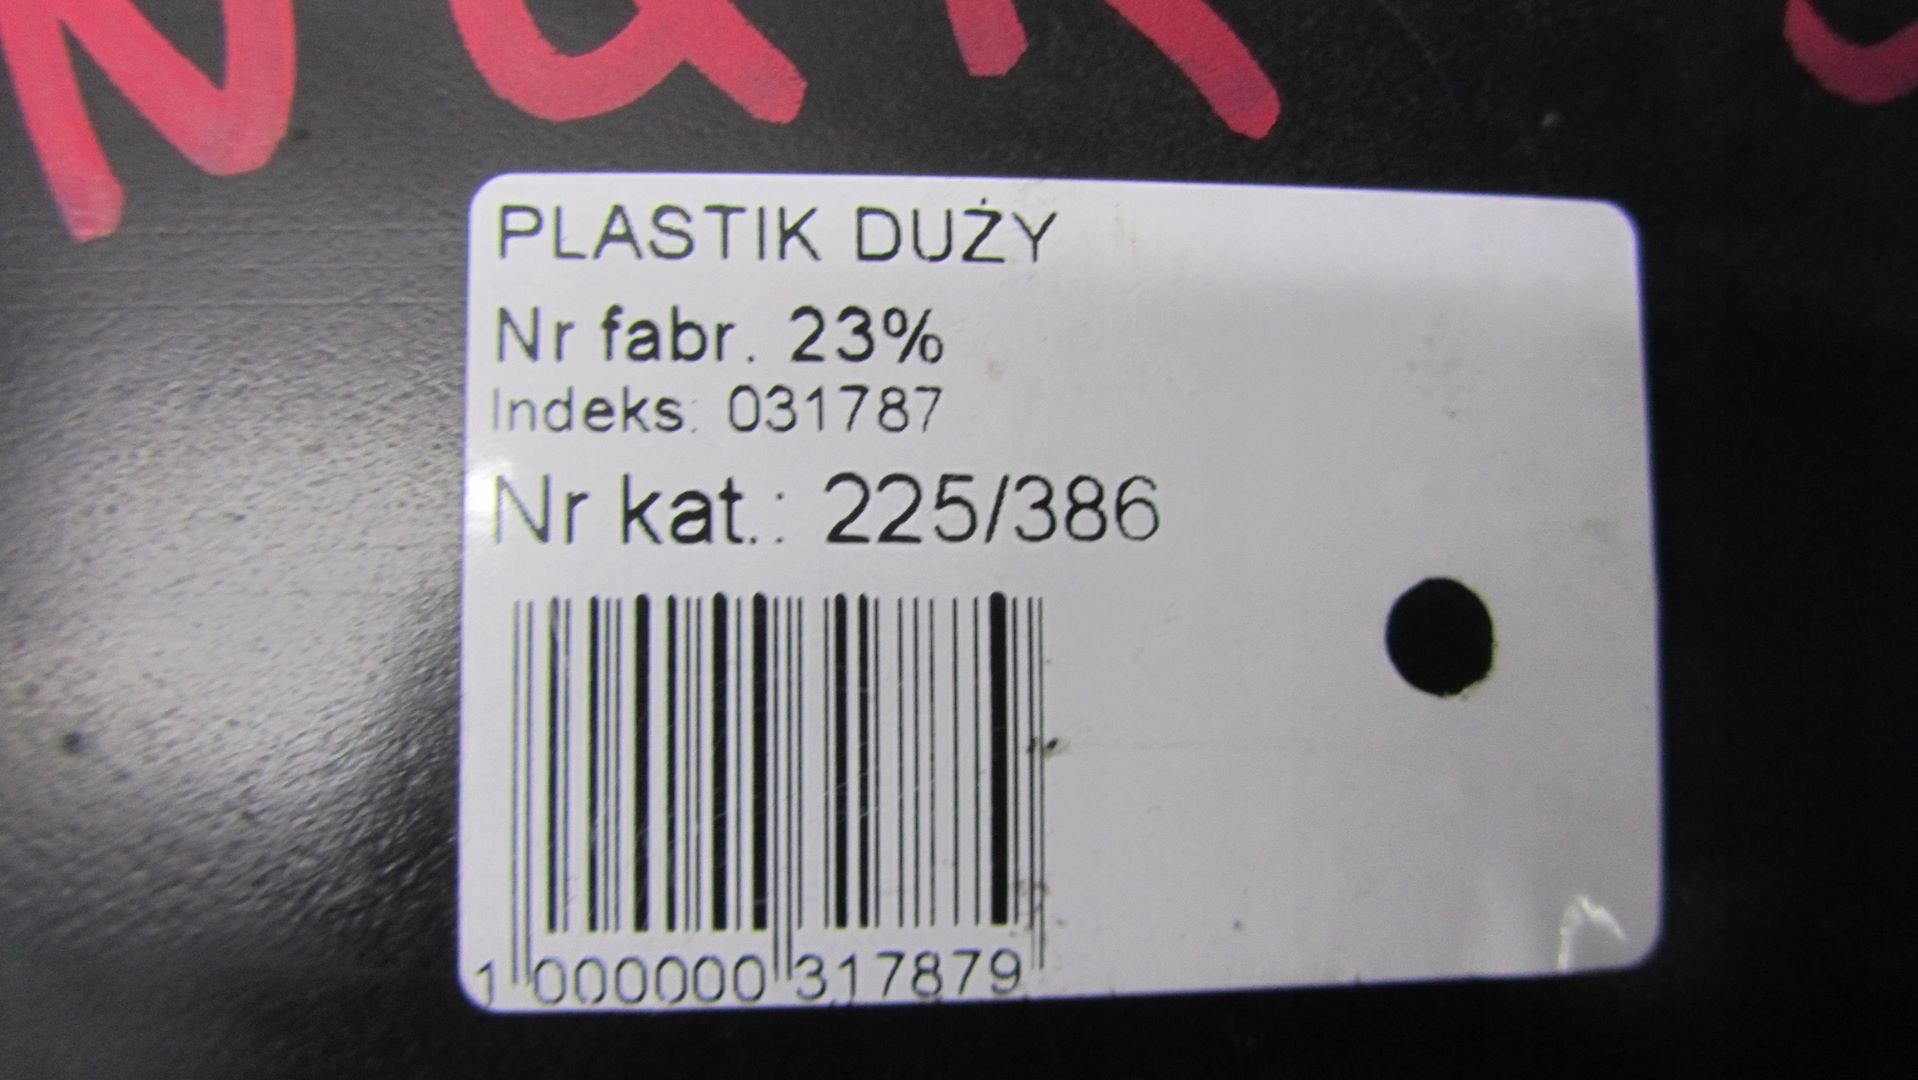 PLASTIK DUŻY
Nr fabr. 23%
Indeks: 031787
Nr kat.: 225/386
1 000000 317879